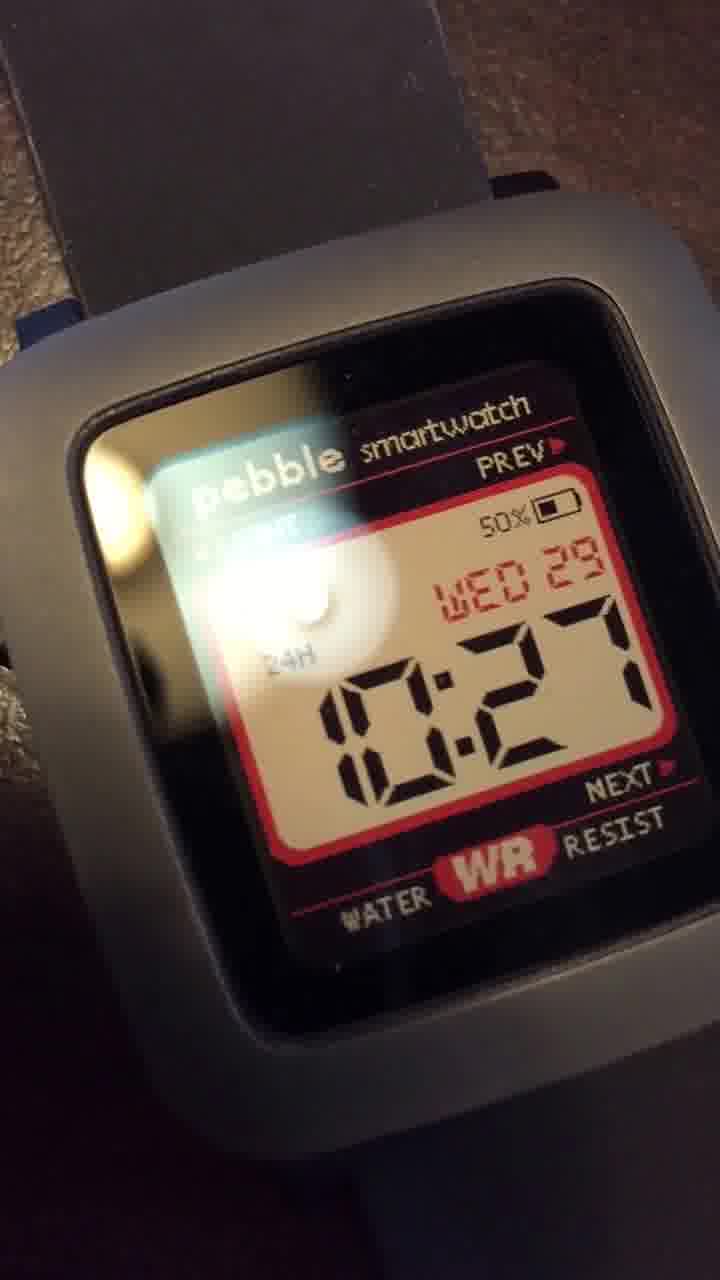 pebble smartwatch
PREV
50%
WED 29
24H
10:27
NEXT
WATER WR RESIST